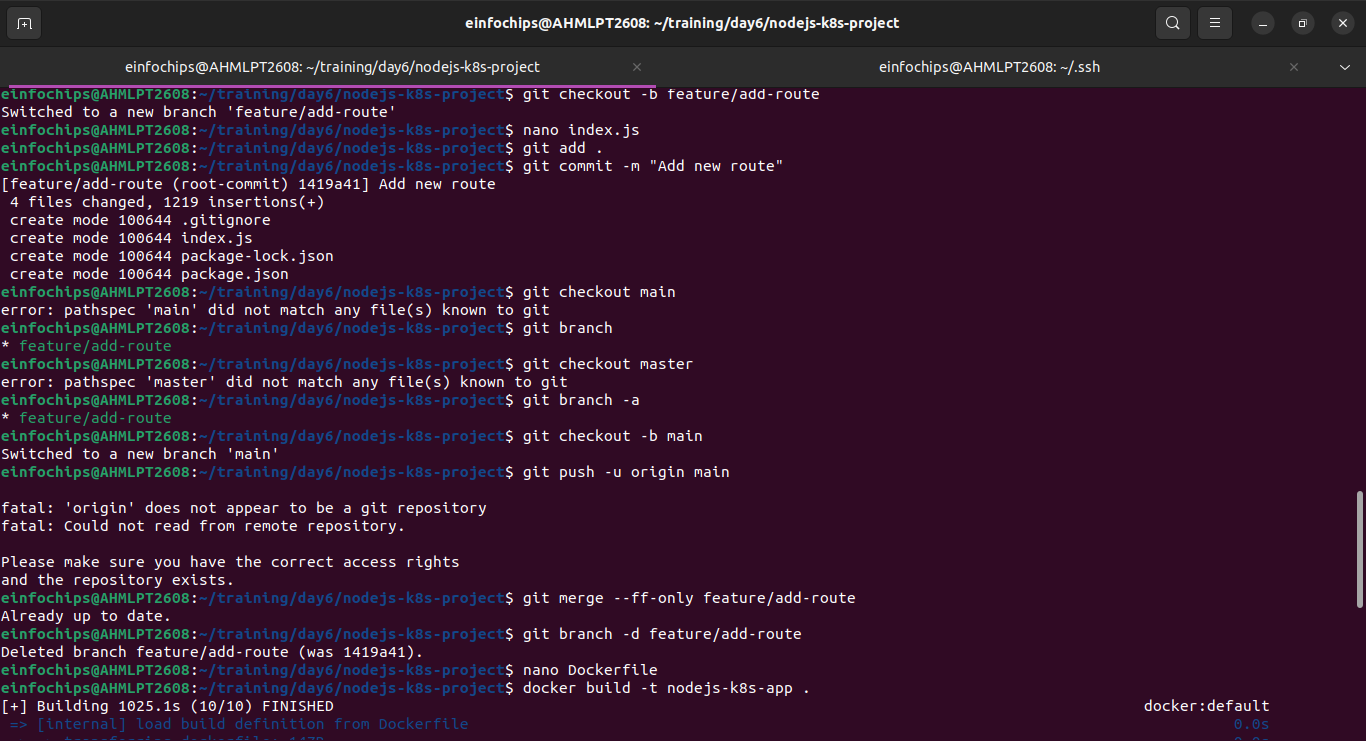 einfochips@AHMLPT2608: ~/training/day6/nodejs-k8s-project
einfochips@AHMLPT2608: ~/training/day6/nodejs-k8s-project
einfochips@AHMLPT2608: ~/.ssh
einfochips@AHMLPT2608:~/training/day6/nodejs-k8s-project$ git checkout -b feature/add-route
Switched to a new branch 'feature/add-route'
einfochips@AHMLPT2608:~/training/day6/nodejs-k8s-project$ nano index.js
einfochips@AHMLPT2608:~/training/day6/nodejs-k8s-project$ git add .
einfochips@AHMLPT2608:~/training/day6/nodejs-k8s-project$ git commit -m "Add new route"
[feature/add-route (root-commit) 1419a41] Add new route
 4 files changed, 1219 insertions(+)
 create mode 100644 .gitignore
 create mode 100644 index.js
 create mode 100644 package-lock.json
 create mode 100644 package.json
einfochips@AHMLPT2608:~/training/day6/nodejs-k8s-project$ git checkout main
error: pathspec 'main' did not match any file(s) known to git
einfochips@AHMLPT2608:~/training/day6/nodejs-k8s-project$ git branch
* feature/add-route
einfochips@AHMLPT2608:~/training/day6/nodejs-k8s-project$ git checkout master
error: pathspec 'master' did not match any file(s) known to git
einfochips@AHMLPT2608:~/training/day6/nodejs-k8s-project$ git branch -a
* feature/add-route
einfochips@AHMLPT2608:~/training/day6/nodejs-k8s-project$ git checkout -b main
Switched to a new branch 'main'
einfochips@AHMLPT2608:~/training/day6/nodejs-k8s-project$ git push -u origin main
fatal: 'origin' does not appear to be a git repository
fatal: Could not read from remote repository.
Please make sure you have the correct access rights
and the repository exists.
einfochips@AHMLPT2608:~/training/day6/nodejs-k8s-project$ git merge --ff-only feature/add-route
Already up to date.
einfochips@AHMLPT2608:~/training/day6/nodejs-k8s-project$ git branch -d feature/add-route
Deleted branch feature/add-route (was 1419a41).
einfochips@AHMLPT2608:~/training/day6/nodejs-k8s-project$ nano Dockerfile
einfochips@AHMLPT2608:~/training/day6/nodejs-k8s-project$ docker build -t nodejs-k8s-app .
[+] Building 1025.1s (10/10) FINISHED docker:default
 => [internal] load build definition from Dockerfile 0.0s